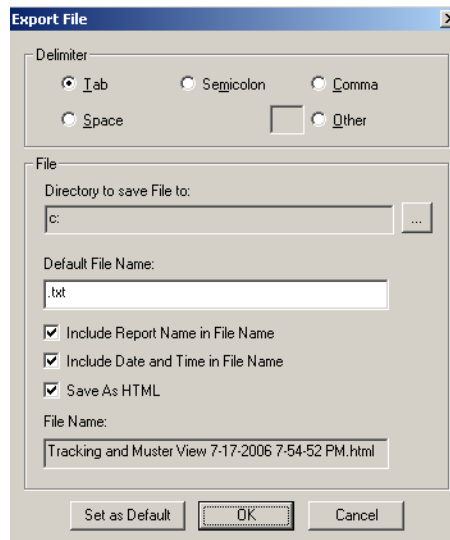 Export File
Delimiter
Tab Semicolon Comma
Space Other
File
Directory to save File to:
c: ...
Default File Name:
.txt
Include Report Name in File Name
Include Date and Time in File Name
Save As HTML
File Name:
Tracking and Muster View 7-17-2006 7-54-52 PM.html
Set as Default OK Cancel